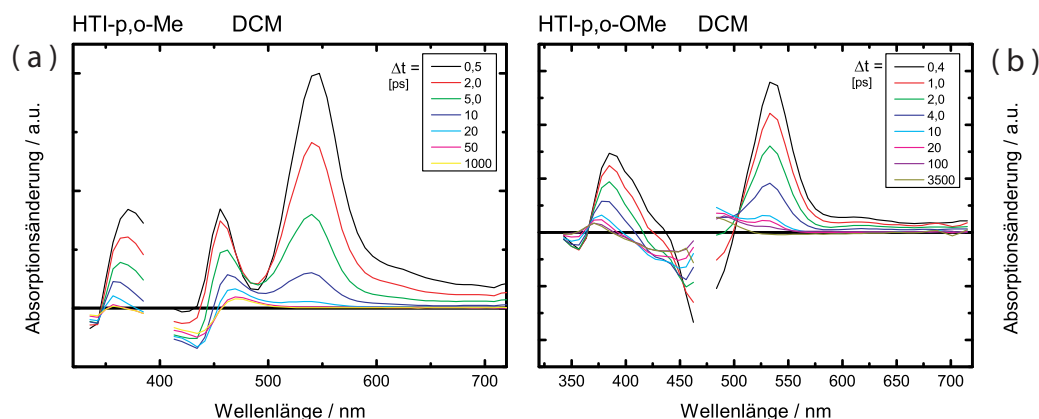 HTI-p,o-Me DCM
(a)
Absorptionsänderung / a.u.
Δt =
[ps]
0,5
2,0
5,0
10
20
50
1000
400 500 600 700
Wellenlänge / nm
HTI-p,o-OMe DCM
(b)
Absorptionsänderung / a.u.
Δt =
[ps]
0,4
1,0
2,0
4,0
10
20
100
3500
350 400 450 500 550 600 650 700
Wellenlänge / nm